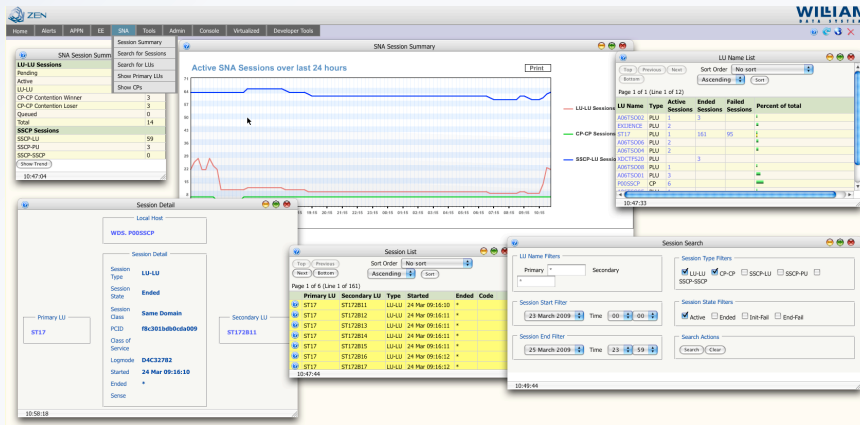 ZEN
WILLIAM
DATA SYSTEMS
Home Alerts APPN EE SNA Tools Admin Console Virtualized Developer Tools
Session Summary
Search for Sessions
Search for LUs
Show Primary LUs
Show CPs
SNA Session Summ
LU-LU Sessions
Pending
Active
LU-LU
CP-CP Contention Winner 3
CP-CP Contention Loser 3
Queued 0
Total 14
SSCP Sessions
SSCP-LU 59
SSCP-PU 3
SSCP-SSCP 0
Show Trend
10:47:04
SNA Session Summary
Active SNA Sessions over last 24 hours
Print
71
LU-LU Sessions
CP-CP Sessions
SSCP-LU Sessio
LU Name List
Top Previous Next Sort Order No sort
Bottom Ascending Sort
Page 1 of 1 (Line 1 of 12)
LU Name Type Active Sessions Ended Sessions Failed Sessions Percent of total
A06TSO02 PLU 1 3
EXIJENCE PLU 2
ST17 PLU 1 161 95
A06TSO06 PLU 2
A06TSO04 PLU 2
XDCTFS20 PLU 3
A06TSO08 PLU 1
A06TSO01 PLU 3
P00SSCP CP 6
10:47:33
Session Detail
Local Host
WDS. P00SSCP
Session Detail
Session Type LU-LU
Session State Ended
Session Class Same Domain
PCID f8c301bdb0cda009
Class of Service
Logmode D4C32782
Started 24 Mar 09:16:10
Ended *
Sense
Primary LU
ST17
Secondary LU
ST172B11
10:58:18
Session List
Top Previous Sort Order No sort
Next Bottom Ascending Sort
Page 1 of 6 (Line 1 of 161)
Primary LU Secondary LU Type Started Ended Code
ST17 ST172B11 LU-LU 24 Mar 09:16:10 *
ST17 ST172B12 LU-LU 24 Mar 09:16:11 *
ST17 ST172B13 LU-LU 24 Mar 09:16:11 *
ST17 ST172B14 LU-LU 24 Mar 09:16:11 *
ST17 ST172B15 LU-LU 24 Mar 09:16:11 *
ST17 ST172B16 LU-LU 24 Mar 09:16:12 *
ST17 ST172B17 LU-LU 24 Mar 09:16:12 *
10:47:44
Session Search
LU Name Filters
Primary * Secondary
*
Session Start Filter
23 March 2009 Time 00 00
Session End Filter
25 March 2009 Time 23 59
Session Type Filters
LU-LU CP-CP SSCP-LU SSCP-PU
SSCP-SSCP
Session State Filters
Active Ended Init-Fail End-Fail
Search Actions
Search Clear
10:49:44